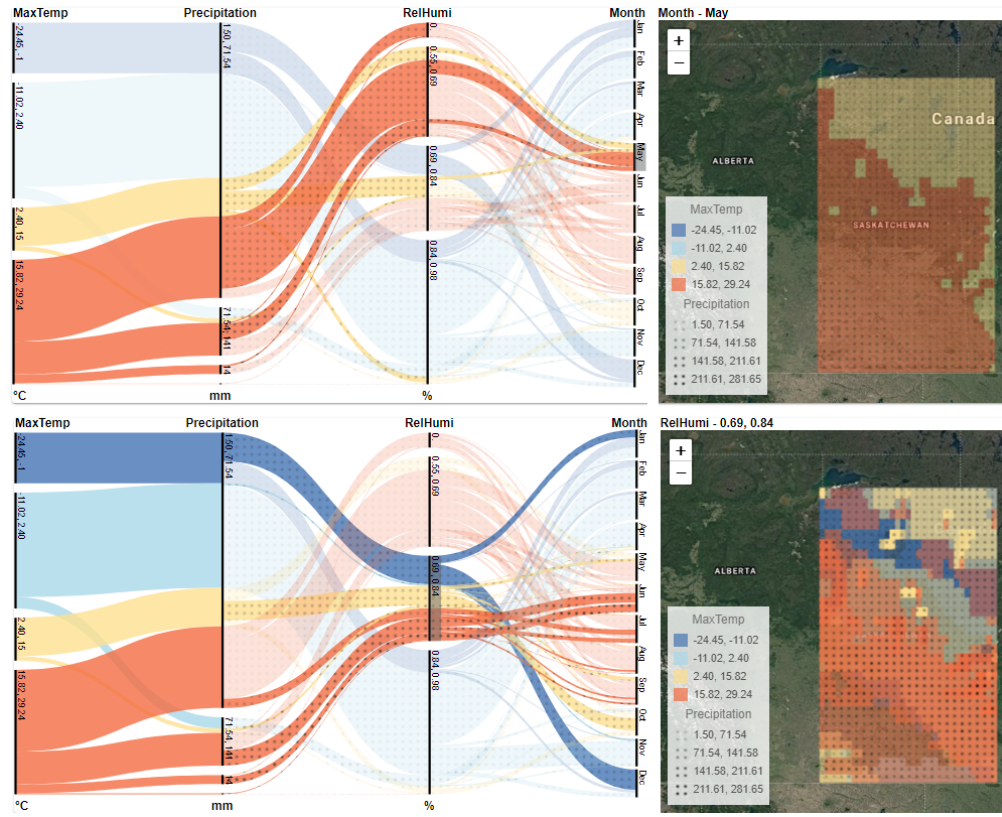 MaxTemp Precipitation RelHumi Month
-24.45, -1
-11.02, 2.40
2.40, 15
15.82, 29.24
1.50, 71.54
71.54, 141
14
0.
0.55, 0.69
0.69, 0.84
0.84, 0.98
Jan
Feb
Mar
Apr
May
Jun
Jul
Aug
Sep
Oct
Nov
Dec
°C mm %
Month - May
+
−
Canada
ALBERTA
SASKATCHEWAN
MaxTemp
-24.45, -11.02
-11.02, 2.40
2.40, 15.82
15.82, 29.24
Precipitation
1.50, 71.54
71.54, 141.58
141.58, 211.61
211.61, 281.65
MaxTemp Precipitation RelHumi Month
-24.45, -1
-11.02, 2.40
2.40, 15
15.82, 29.24
1.50, 71.54
71.54, 141
14
0.
0.55, 0.69
0.69, 0.84
0.84, 0.98
Jan
Feb
Mar
Apr
May
Jun
Jul
Aug
Sep
Oct
Nov
Dec
°C mm %
RelHumi - 0.69, 0.84
+
−
ALBERTA
MaxTemp
-24.45, -11.02
-11.02, 2.40
2.40, 15.82
15.82, 29.24
Precipitation
1.50, 71.54
71.54, 141.58
141.58, 211.61
211.61, 281.65